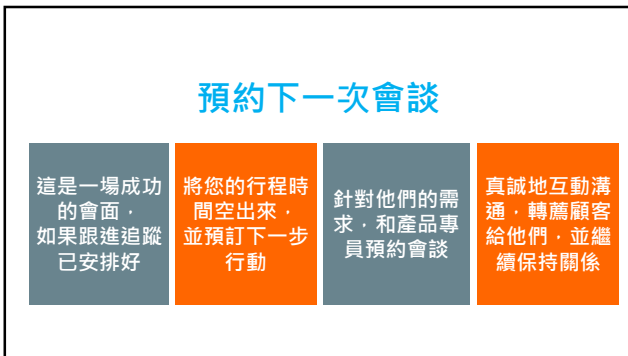 預約下一次會談
這是一場成功
的會面，
如果跟進追蹤
已安排好
將您的行程時
間空出來，
並預訂下一步
行動
針對他們的需
求，和產品專
員預約會談
真誠地互動溝
通，轉薦顧客
給他們，並繼
續保持關係